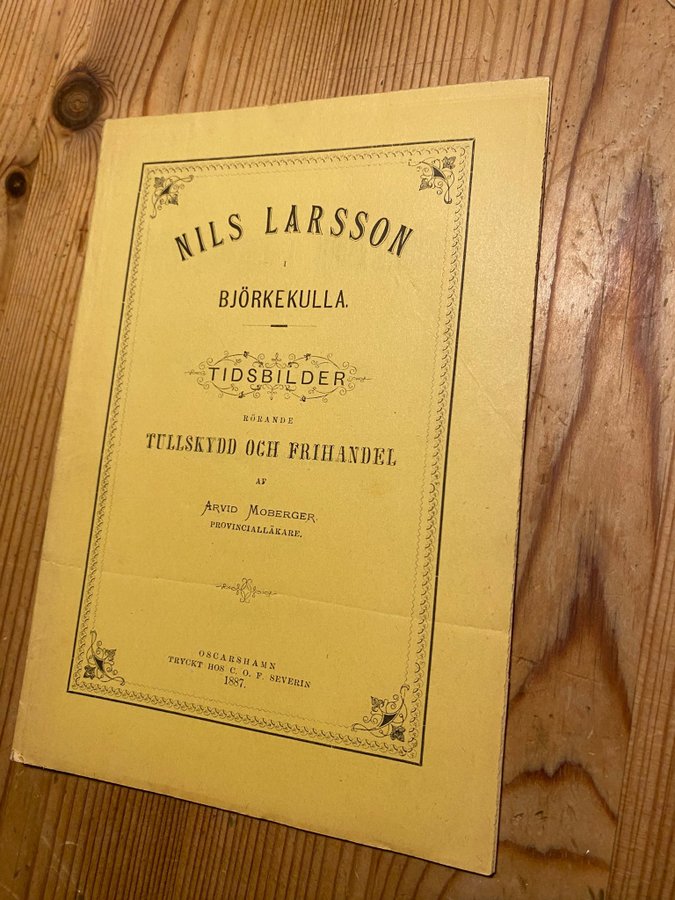 NILS LARSSON
I
BJÖRKEKULLA.
TIDSBILDER
RÖRANDE
TULLSKYDD OCH FRIHANDEL
AF
ARVID MOBERGER.
PROVINCIALLÄKARE.
OSCARSHAMN
TRYCKT HOS C. O. F. SEVERIN
1887.